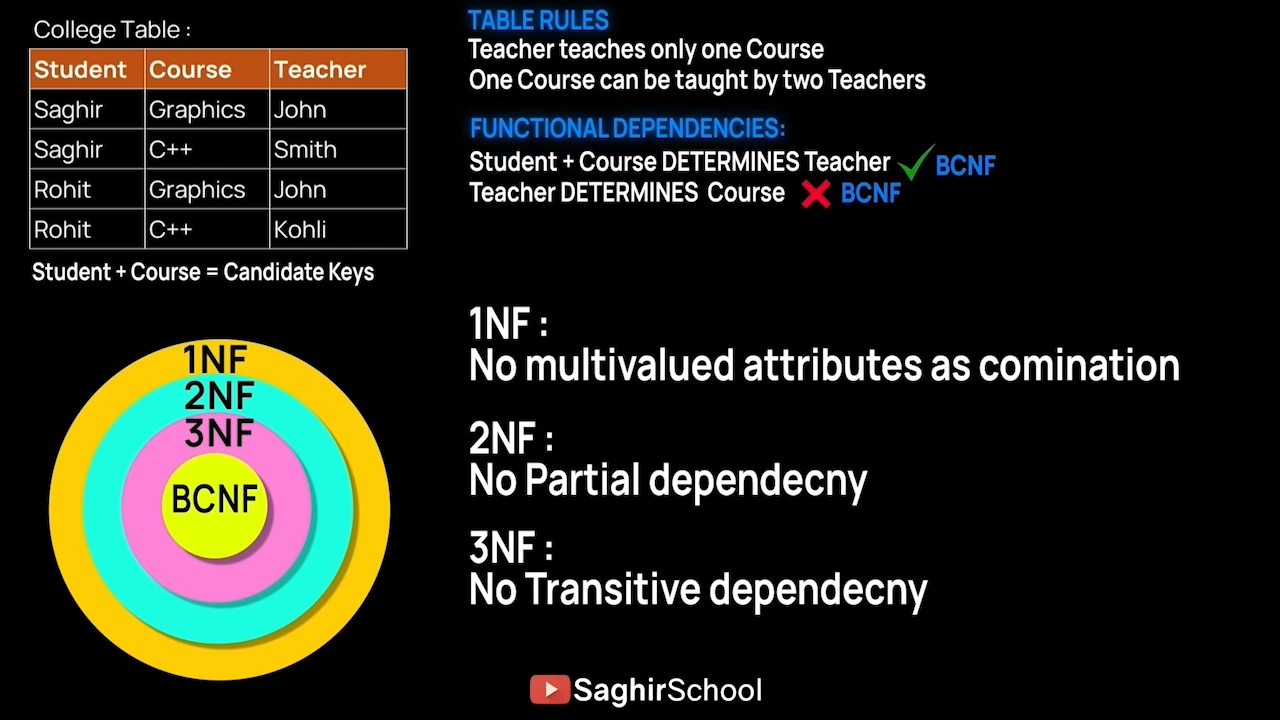 College Table :
Student Course Teacher
Saghir Graphics John
Saghir C++ Smith
Rohit Graphics John
Rohit C++ Kohli
Student + Course = Candidate Keys
1NF
2NF
3NF
BCNF
TABLE RULES
Teacher teaches only one Course
One Course can be taught by two Teachers
FUNCTIONAL DEPENDENCIES:
Student + Course DETERMINES Teacher BCNF
Teacher DETERMINES Course BCNF
1NF :
No multivalued attributes as comination
2NF :
No Partial dependecny
3NF :
No Transitive dependecny
SaghirSchool